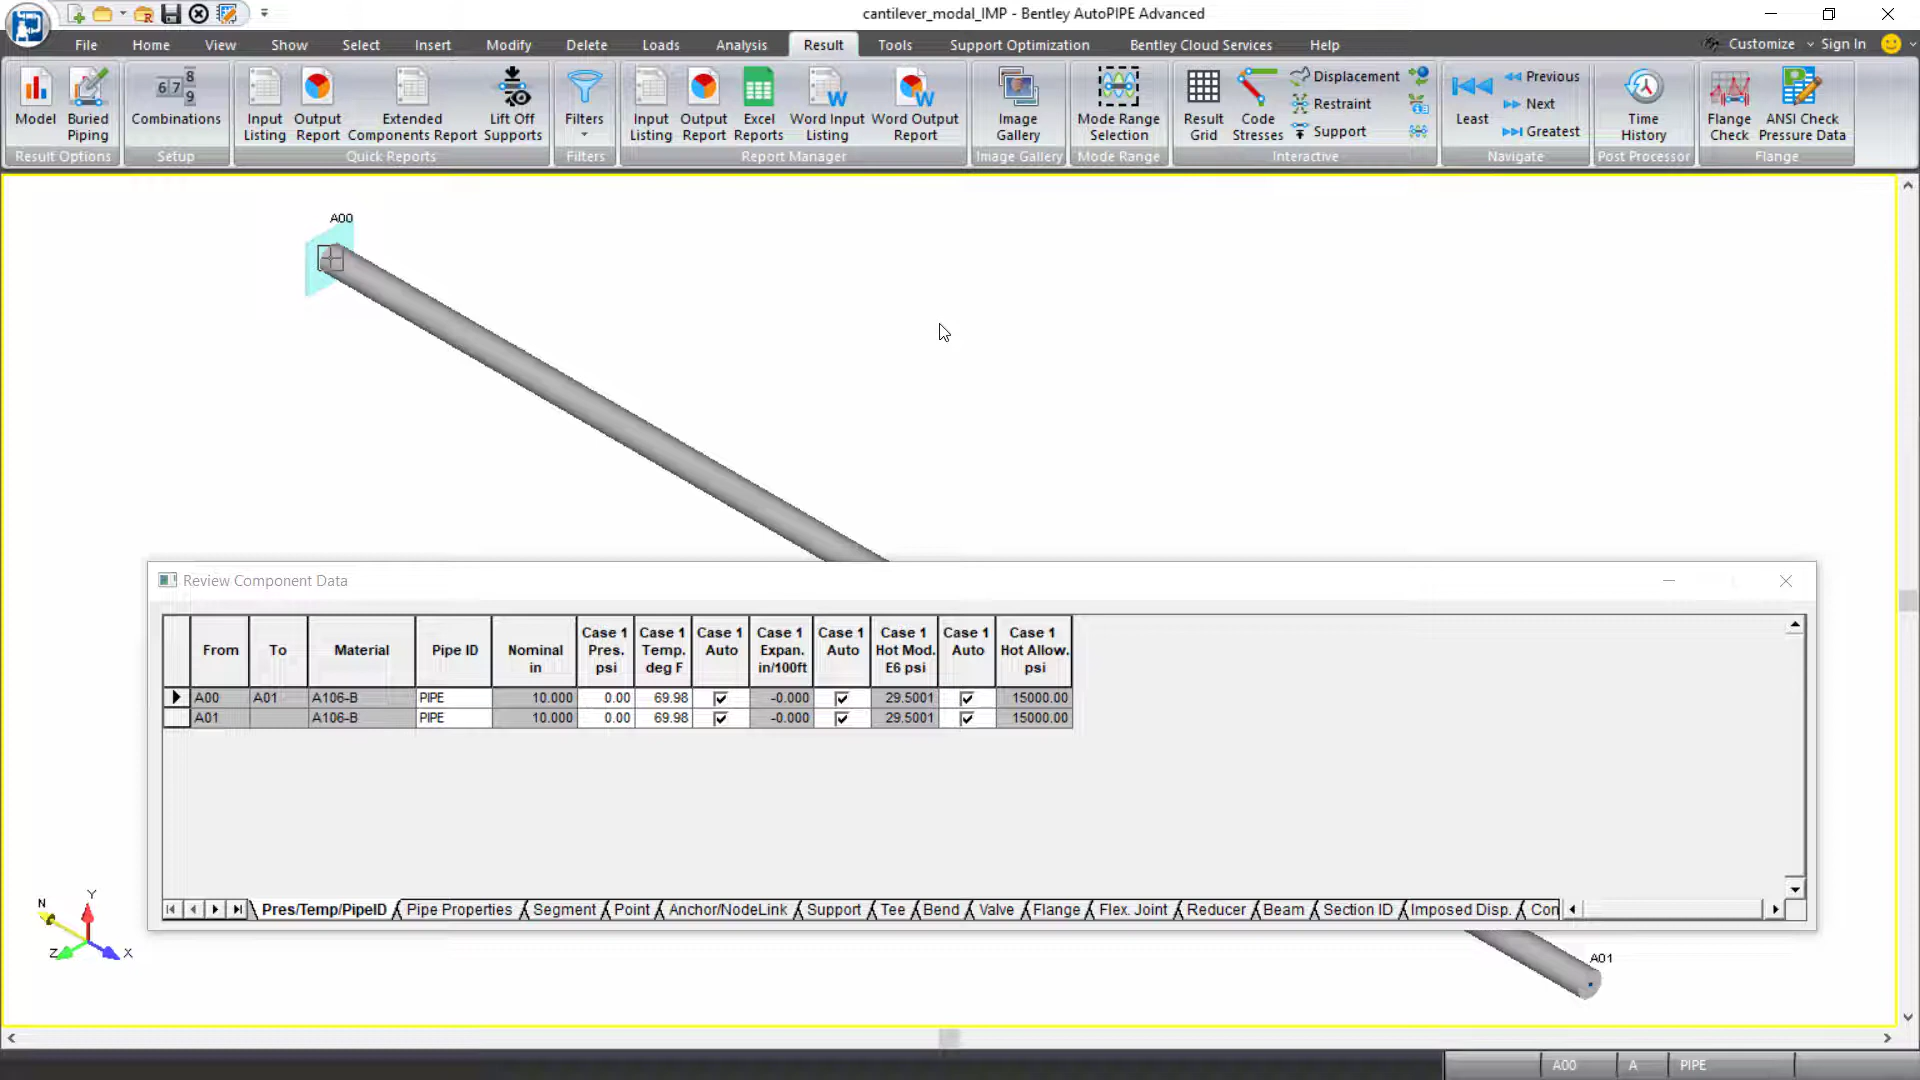 cantilever_modal_IMP - Bentley AutoPIPE Advanced
File Home View Show Select Insert Modify Delete Loads Analysis Result Tools Support Optimization Bentley Cloud Services Help Customize Sign In
Model
Buried Piping
Result Options
6 7 8 9
Combinations
Setup
Input Listing
Output Report
Extended Components Report
Lift Off Supports
Quick Reports
Filters
Filters
Input Listing
Output Report
Excel Reports
Word Input Listing
Word Output Report
Report Manager
Image Gallery
Image Gallery
Mode Range Selection
Mode Range
Result Grid
Code Stresses
Displacement
Restraint
Support
Interactive
Least
Previous
Next
Greatest
Navigate
Time History
Post Processor
Flange Check
ANSI Check Pressure Data
Flange
A00
Review Component Data
From To Material Pipe ID Nominal in Case 1 Pres. psi Case 1 Temp. deg F Case 1 Auto Case 1 Expan. in/100ft Case 1 Auto Case 1 Hot Mod. E6 psi Case 1 Auto Case 1 Hot Allow. psi
A00 A01 A106-B PIPE 10.000 0.00 69.98 -0.000 29.5001 15000.00
A01 A106-B PIPE 10.000 0.00 69.98 -0.000 29.5001 15000.00
Pres/Temp/PipeID Pipe Properties Segment Point Anchor/NodeLink Support Tee Bend Valve Flange Flex. Joint Reducer Beam Section ID Imposed Disp. Con
N Y Z X
A01
A00 A PIPE